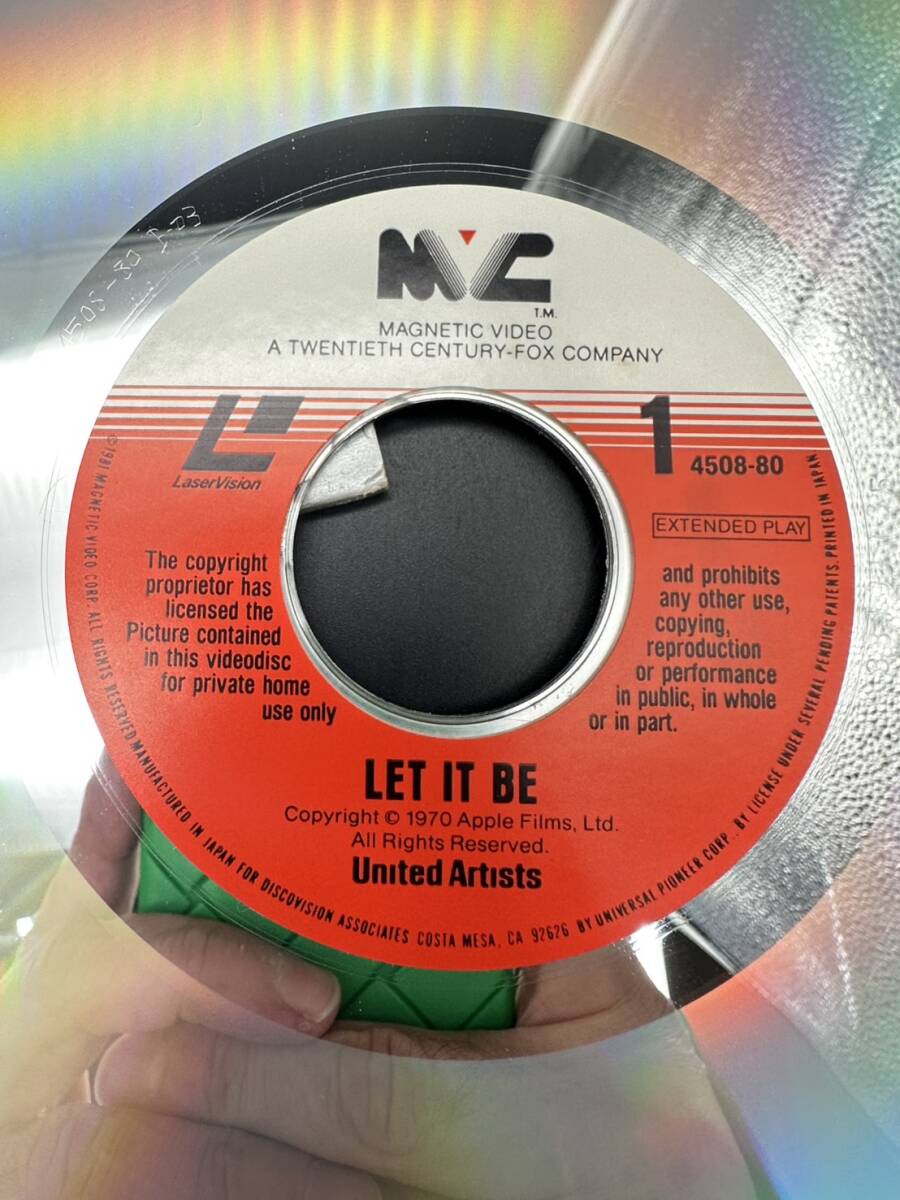 MVC
T.M.
MAGNETIC VIDEO
A TWENTIETH CENTURY-FOX COMPANY
LaserVision
1
4508-80
EXTENDED PLAY
The copyright
proprietor has
licensed the
Picture contained
in this videodisc
for private home
use only
and prohibits
any other use,
copying,
reproduction
or performance
in public, in whole
or in part.
LET IT BE
Copyright © 1970 Apple Films, Ltd.
All Rights Reserved.
United Artists
©1981 MAGNETIC VIDEO CORP. ALL RIGHTS RESERVED MANUFACTURED IN JAPAN FOR DISCOVISION ASSOCIATES COSTA MESA, CA 92626 BY UNIVERSAL PIONEER CORP.. BY LICENSE UNDER SEVERAL PENDING PATENTS. PRINTED IN JAPAN